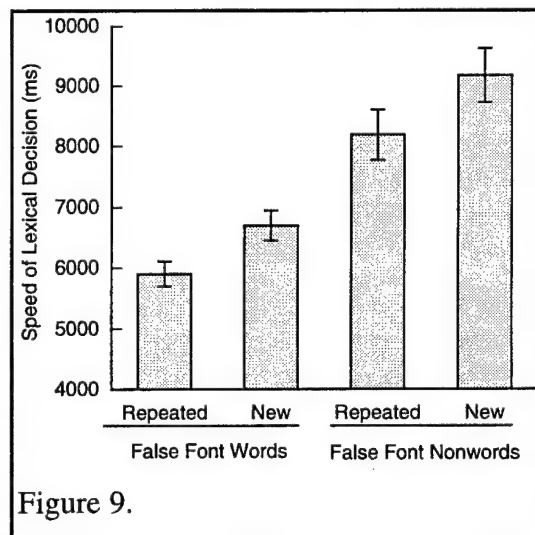 Speed of Lexical Decision (ms)
10000
9000
8000
7000
6000
5000
4000
Repeated New Repeated New
False Font Words False Font Nonwords
Figure 9.